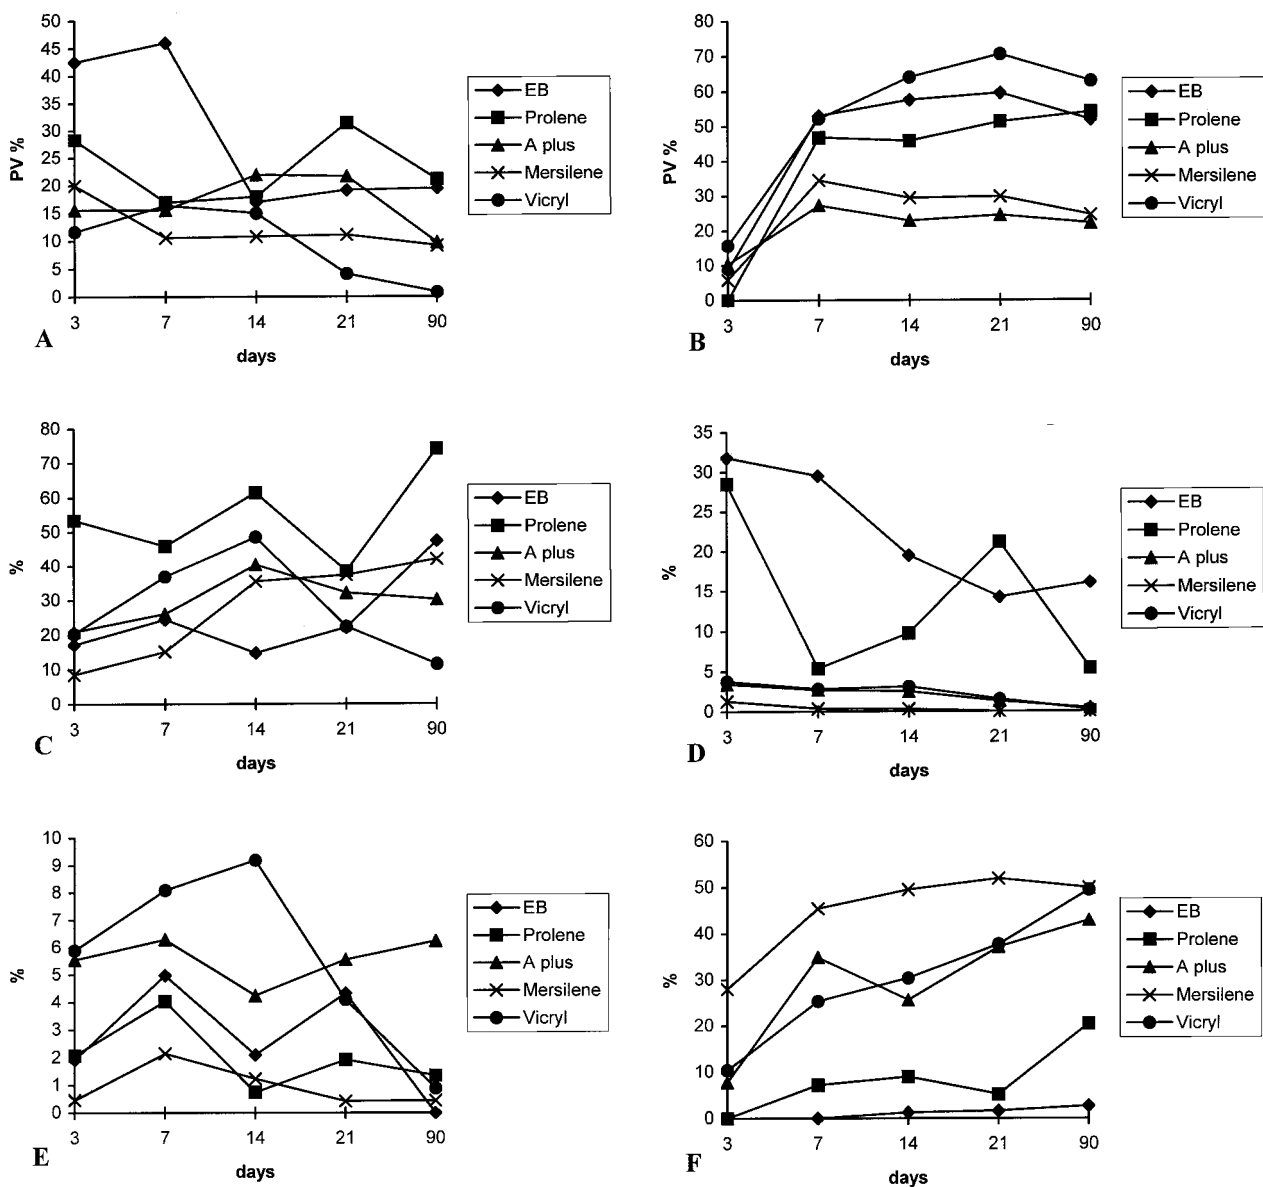 50
45
40
35
30
25
20
15
10
5
0
PV %
3 7 14 21 90
days
A
EB
Prolene
A plus
Mersilene
Vicryl
80
70
60
50
40
30
20
10
0
PV %
3 7 14 21 90
days
B
EB
Prolene
A plus
Mersilene
Vicryl
80
70
60
50
40
30
20
10
0
%
3 7 14 21 90
days
C
EB
Prolene
A plus
Mersilene
Vicryl
35
30
25
20
15
10
5
0
%
3 7 14 21 90
days
D
EB
Prolene
A plus
Mersilene
Vicryl
10
9
8
7
6
5
4
3
2
1
0
%
3 7 14 21 90
days
E
EB
Prolene
A plus
Mersilene
Vicryl
60
50
40
30
20
10
0
%
3 7 14 21 90
days
F
EB
Prolene
A plus
Mersilene
Vicryl